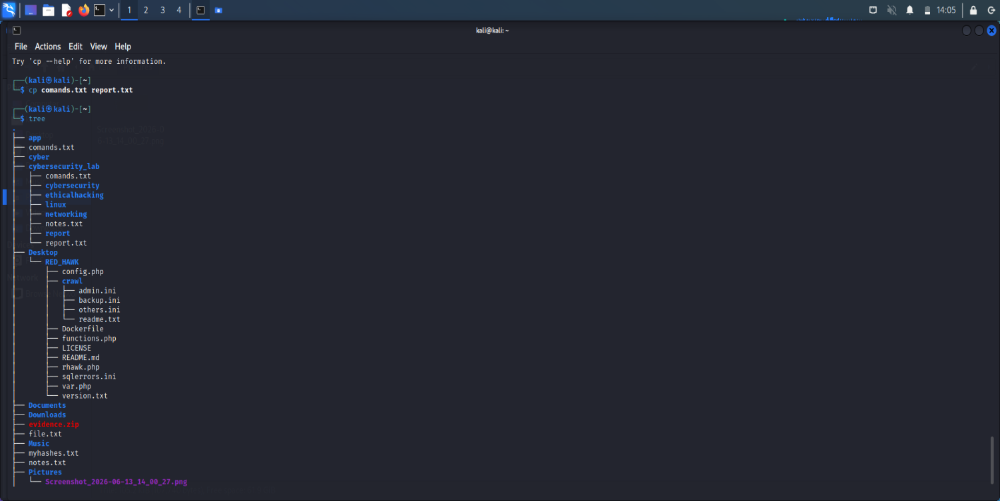 1 2 3 4 14:05
kali@kali: ~
File Actions Edit View Help
Try 'cp --help' for more information.
┌──(kali㉿kali)-[~]
└─$ cp comands.txt report.txt
┌──(kali㉿kali)-[~]
└─$ tree
.
├── app
├── comands.txt
├── cyber
├── cybersecurity_lab
│   ├── comands.txt
│   ├── cybersecurity
│   ├── ethicalhacking
│   ├── linux
│   ├── networking
│   ├── notes.txt
│   ├── report
│   └── report.txt
├── Desktop
│   └── RED_HAWK
│       ├── config.php
│       ├── crawl
│       │   ├── admin.ini
│       │   ├── backup.ini
│       │   ├── others.ini
│       │   └── readme.txt
│       ├── Dockerfile
│       ├── functions.php
│       ├── LICENSE
│       ├── README.md
│       ├── rhawk.php
│       ├── sqlerrors.ini
│       ├── var.php
│       └── version.txt
├── Documents
├── Downloads
├── evidence.zip
├── file.txt
├── Music
├── myhashes.txt
├── notes.txt
├── Pictures
│   └── Screenshot_2026-06-13_14_00_27.png